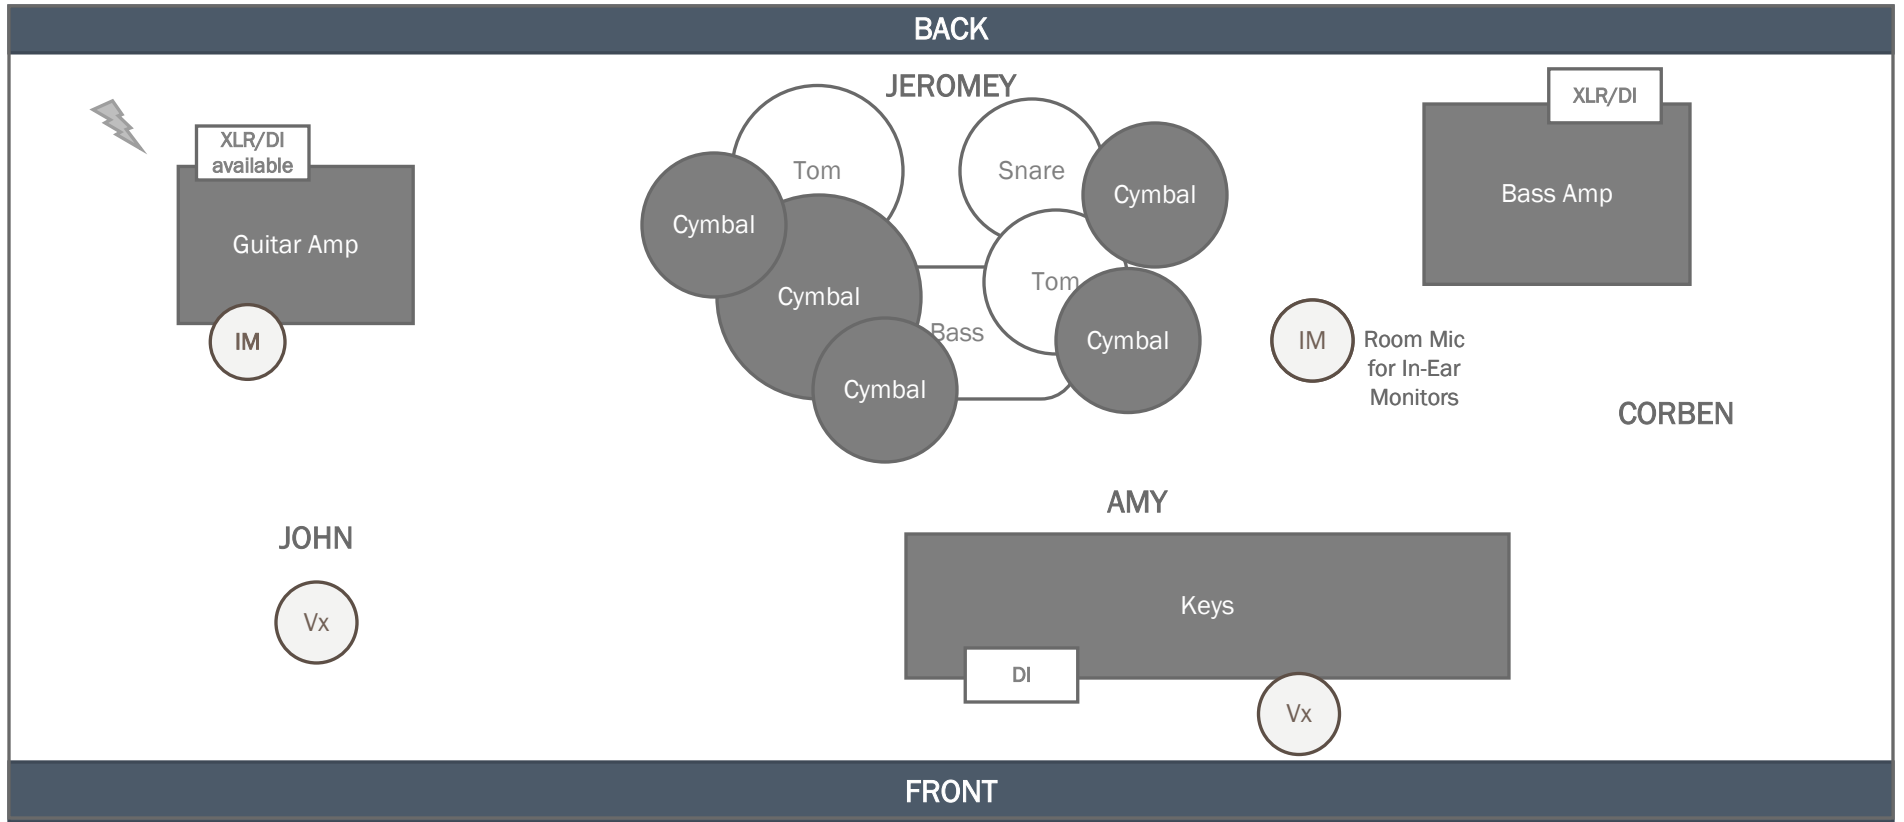 BACK
JEROMEY
XLR/DI
XLR/DI
available
Tom
Snare
Cymbal
Bass Amp
Cymbal
Guitar Amp
Tom
Cymbal
Bass
IM
Cymbal
IM
Room Mic
for In-Ear
Monitors
Cymbal
CORBEN
AMY
JOHN
Keys
Vx
DI
Vx
FRONT